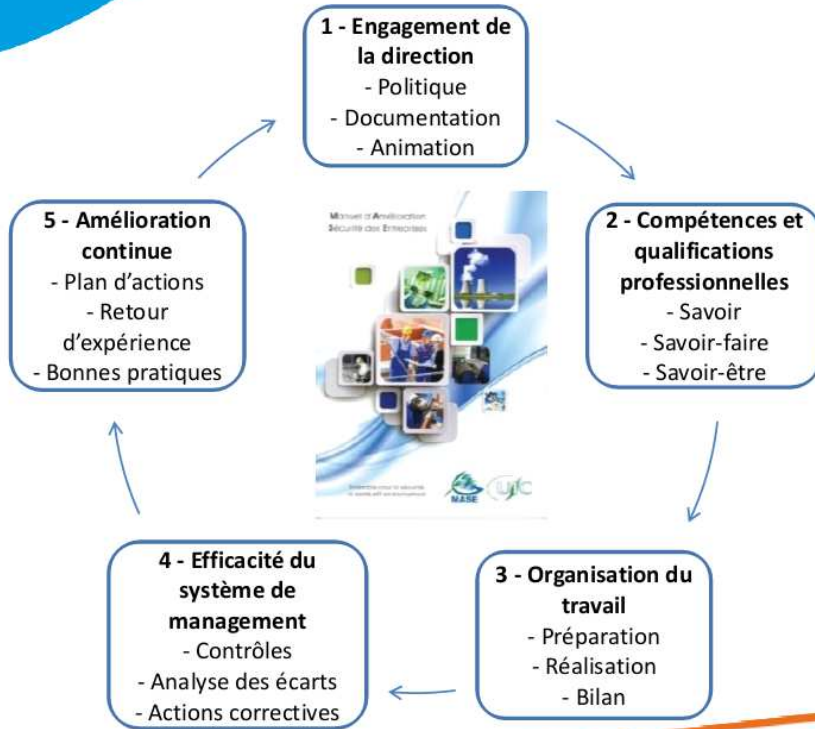 1 - Engagement de
la direction
- Politique
- Documentation
- Animation
2 - Compétences et
qualifications
professionnelles
- Savoir
- Savoir-faire
- Savoir-être
3 - Organisation du
travail
- Préparation
- Réalisation
- Bilan
4 - Efficacité du
système de
management
- Contrôles
- Analyse des écarts
- Actions correctives
5 - Amélioration
continue
- Plan d'actions
- Retour
d'expérience
- Bonnes pratiques
Manuel d'Amélioration
Sécurité des Entreprises
MASE